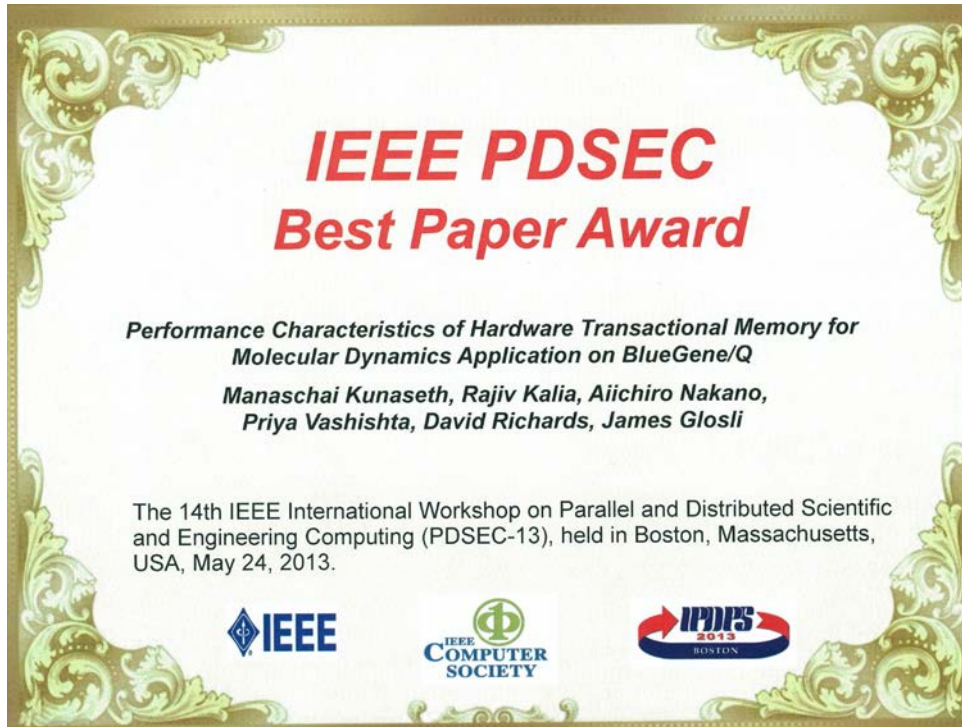 IEEE PDSEC
Best Paper Award
Performance Characteristics of Hardware Transactional Memory for
Molecular Dynamics Application on BlueGene/Q
Manaschai Kunaseth, Rajiv Kalia, Aiichiro Nakano,
Priya Vashishta, David Richards, James Glosli
The 14th IEEE International Workshop on Parallel and Distributed Scientific
and Engineering Computing (PDSEC-13), held in Boston, Massachusetts,
USA, May 24, 2013.
IEEE
IEEE
COMPUTER
SOCIETY
IPDPS
2013
BOSTON